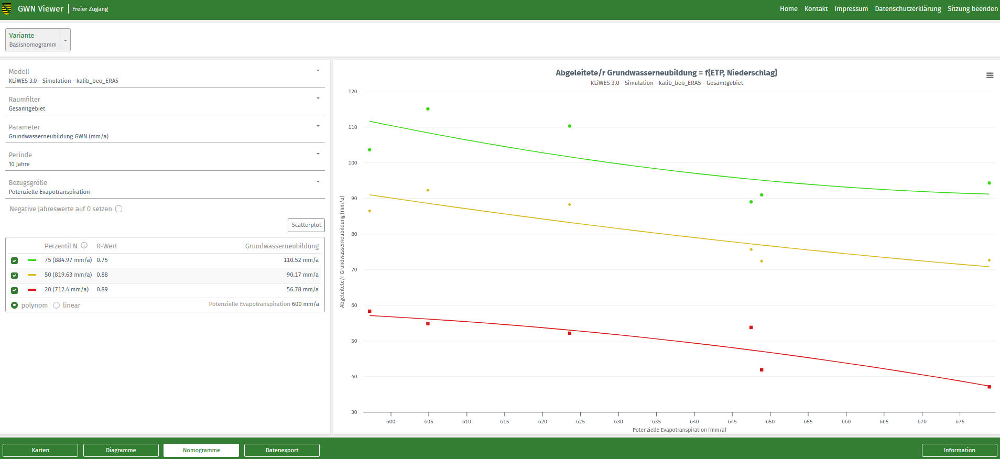 GWN Viewer | Freier Zugang
Home Kontakt Impressum Datenschutzerklärung Sitzung beenden
Variante
Basisnomogramm
Modell
KLiWES 3.0 - Simulation - kalib_beo_ERA5
Raumfilter
Gesamtgebiet
Parameter
Grundwasserneubildung GWN (mm/a)
Periode
10 Jahre
Bezugsgröße
Potenzielle Evapotranspiration
Negative Jahreswerte auf 0 setzen
Scatterplot
Perzentil N R-Wert Grundwasserneubildung
75 (884.97 mm/a) 0.75 110.52 mm/a
50 (819.63 mm/a) 0.88 90.17 mm/a
20 (712.4 mm/a) 0.89 56.78 mm/a
polynom linear Potenzielle Evapotranspiration 600 mm/a
Abgeleitete/r Grundwasserneubildung = f{ETP, Niederschlag}
KLiWES 3.0 - Simulation - kalib_beo_ERA5 - Gesamtgebiet
Abgeleitete/r Grundwasserneubildung [mm/a]
120
110
100
90
80
70
60
50
40
30
600 605 610 615 620 625 630 635 640 645 650 655 660 665 670 675
Potenzielle Evapotranspiration [mm/a]
Karten Diagramme Nomogramme Datenexport Information